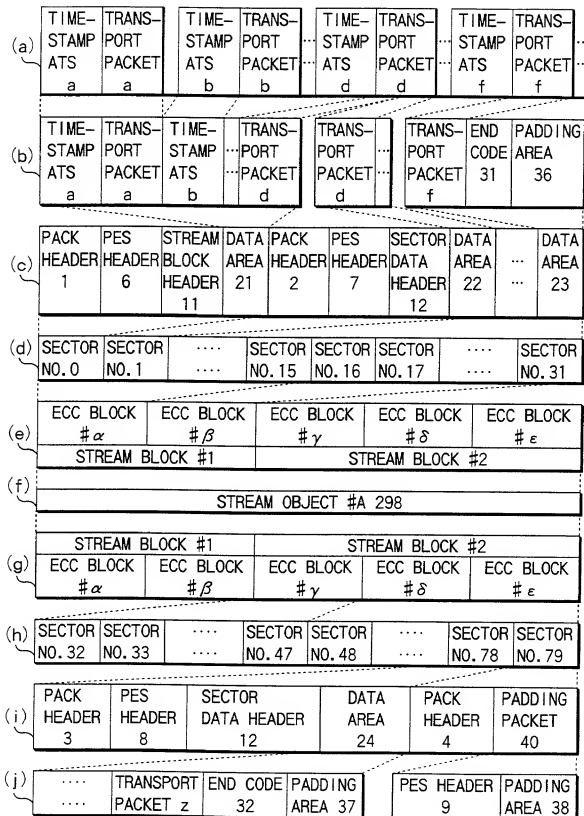 (a)
TIME– TRANS– TIME– TRANS– TIME– TRANS– TIME– TRANS–
STAMP PORT STAMP PORT ... STAMP PORT ... STAMP PORT ...
ATS PACKET ATS PACKET ATS PACKET ATS PACKET
a a b b d d f f
(b)
TIME– TRANS– TIME– TRANS– TRANS– TRANS– END PADDING
STAMP PORT STAMP ... PORT PORT ... PORT CODE AREA
ATS PACKET ATS PACKET PACKET PACKET 31 36
a a b d d f
(c)
PACK PES STREAM DATA PACK PES SECTOR DATA DATA
HEADER HEADER BLOCK AREA HEADER HEADER DATA AREA ... AREA
1 6 HEADER 21 2 7 HEADER 22 ... 23
11 12
(d)
SECTOR SECTOR .... SECTOR SECTOR SECTOR .... SECTOR
NO.0 NO.1 .... NO.15 NO.16 NO.17 .... NO.31
(e)
ECC BLOCK ECC BLOCK ECC BLOCK ECC BLOCK ECC BLOCK
#α #β #γ #δ #ε
STREAM BLOCK #1 STREAM BLOCK #2
(f)
STREAM OBJECT #A 298
(g)
STREAM BLOCK #1 STREAM BLOCK #2
ECC BLOCK ECC BLOCK ECC BLOCK ECC BLOCK ECC BLOCK
#α #β #γ #δ #ε
(h)
SECTOR SECTOR .... SECTOR SECTOR .... SECTOR SECTOR
NO.32 NO.33 .... NO.47 NO.48 .... NO.78 NO.79
(i)
PACK PES SECTOR DATA PACK PADDING
HEADER HEADER DATA HEADER AREA HEADER PACKET
3 8 12 24 4 40
(j)
.... TRANSPORT END CODE PADDING PES HEADER PADDING
.... PACKET z 32 AREA 37 9 AREA 38